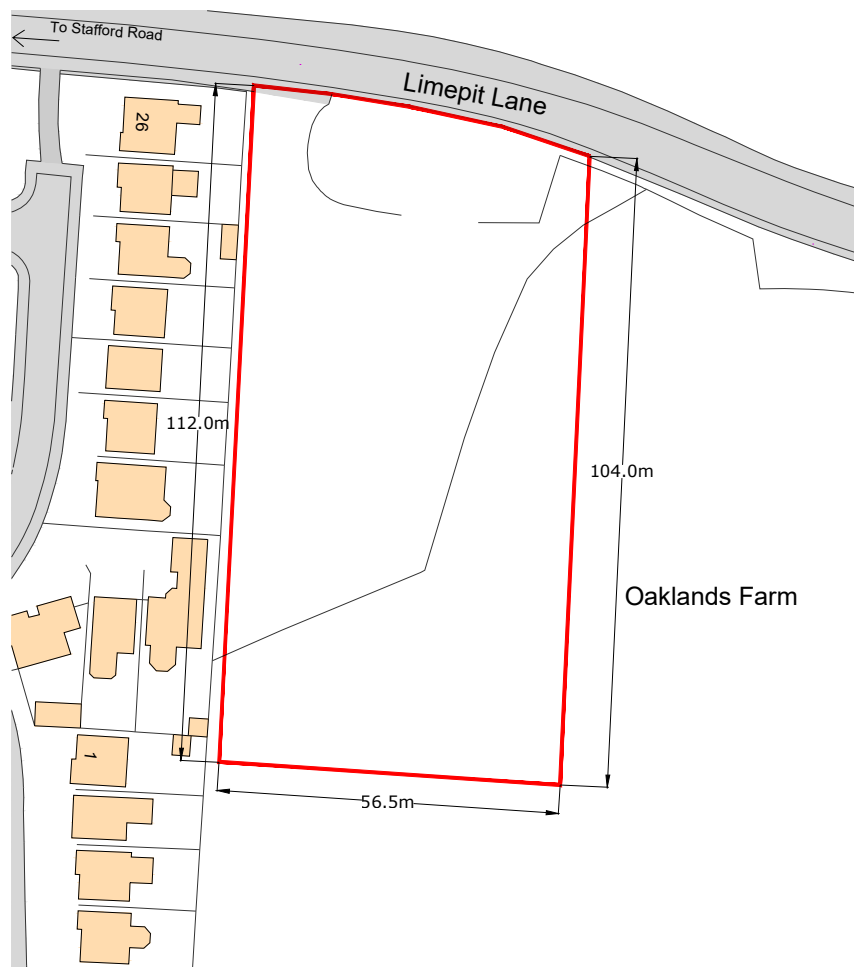 To Stafford Road
Limepit Lane
26
112.0m
104.0m
Oaklands Farm
1
56.5m